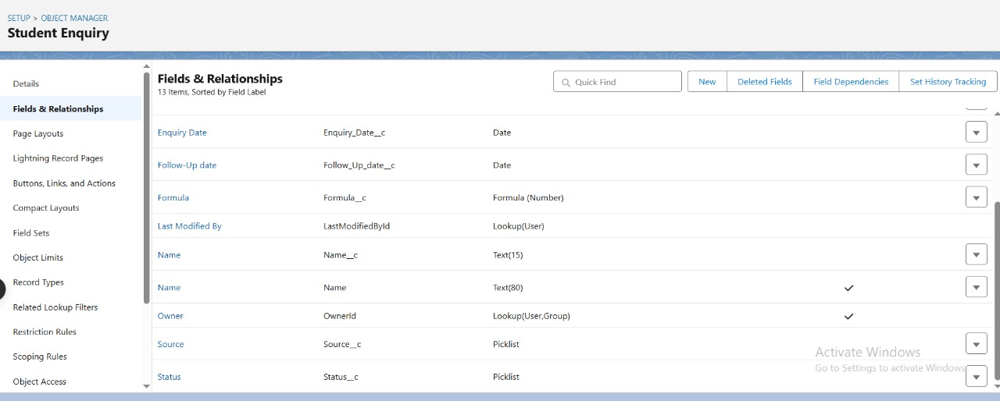 SETUP > OBJECT MANAGER
Student Enquiry
Details
Fields & Relationships
Page Layouts
Lightning Record Pages
Buttons, Links, and Actions
Compact Layouts
Field Sets
Object Limits
Record Types
Related Lookup Filters
Restriction Rules
Scoping Rules
Object Access
Fields & Relationships
13 Items, Sorted by Field Label
Quick Find
New Deleted Fields Field Dependencies Set History Tracking
Enquiry Date Enquiry_Date__c Date
Follow-Up date Follow_Up_date__c Date
Formula Formula__c Formula (Number)
Last Modified By LastModifiedById Lookup(User)
Name Name__c Text(15)
Name Name Text(80)
Owner OwnerId Lookup(User,Group)
Source Source__c Picklist
Status Status__c Picklist
Activate Windows
Go to Settings to activate Windows